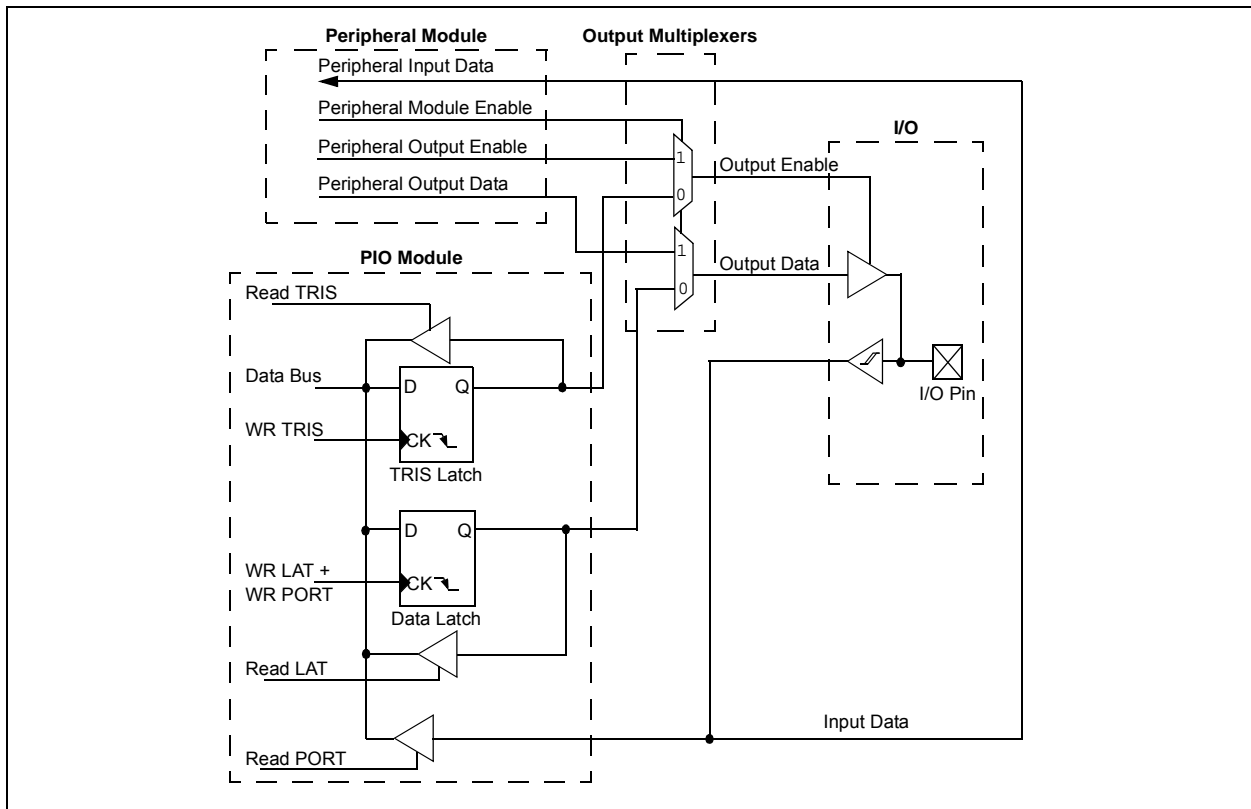 Peripheral Module
Output Multiplexers
Peripheral Input Data
Peripheral Module Enable
Peripheral Output Enable
Peripheral Output Data
1
0
1
0
Output Enable
Output Data
I/O
I/O Pin
PIO Module
Read TRIS
Data Bus
D Q
WR TRIS
CK
TRIS Latch
D Q
WR LAT +
WR PORT
CK
Data Latch
Read LAT
Read PORT
Input Data